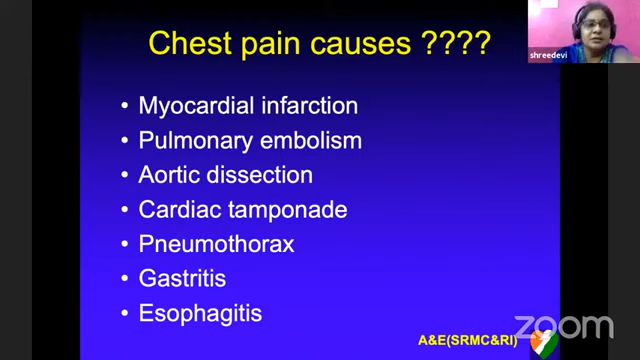 Chest pain causes ????
shreedevi
• Myocardial infarction
• Pulmonary embolism
• Aortic dissection
• Cardiac tamponade
• Pneumothorax
• Gastritis
• Esophagitis
A&E(SRMC&RI)
zoom